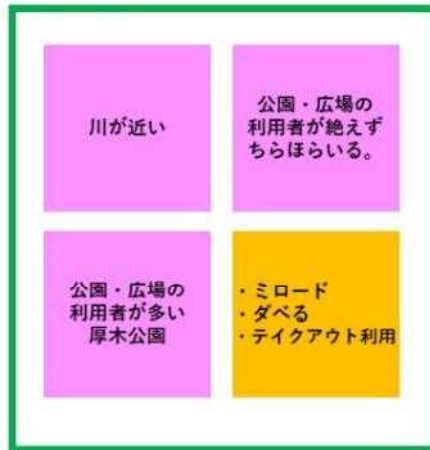 川が近い
公園・広場の
利用者が絶えず
ちらほらいる。
公園・広場の
利用者が多い
厚木公園
・ミロード
・ダベる
・テイクアウト利用